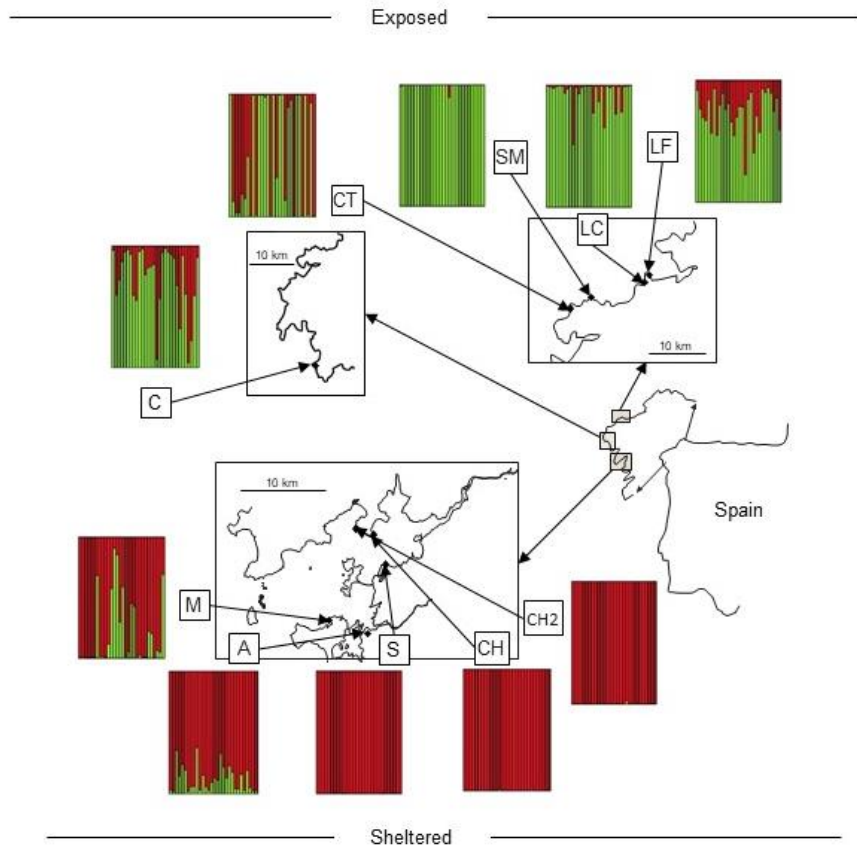 Exposed
SM
LF
CT
LC
10 km
10 km
C
10 km
Spain
M
A
S
CH
CH2
Sheltered